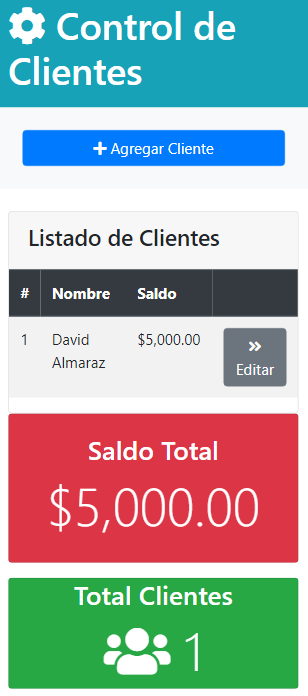 Control de
Clientes
Agregar Cliente
Listado de Clientes
# Nombre Saldo
1 David $5,000.00
Almaraz
Editar
Saldo Total
$5,000.00
Total Clientes
1